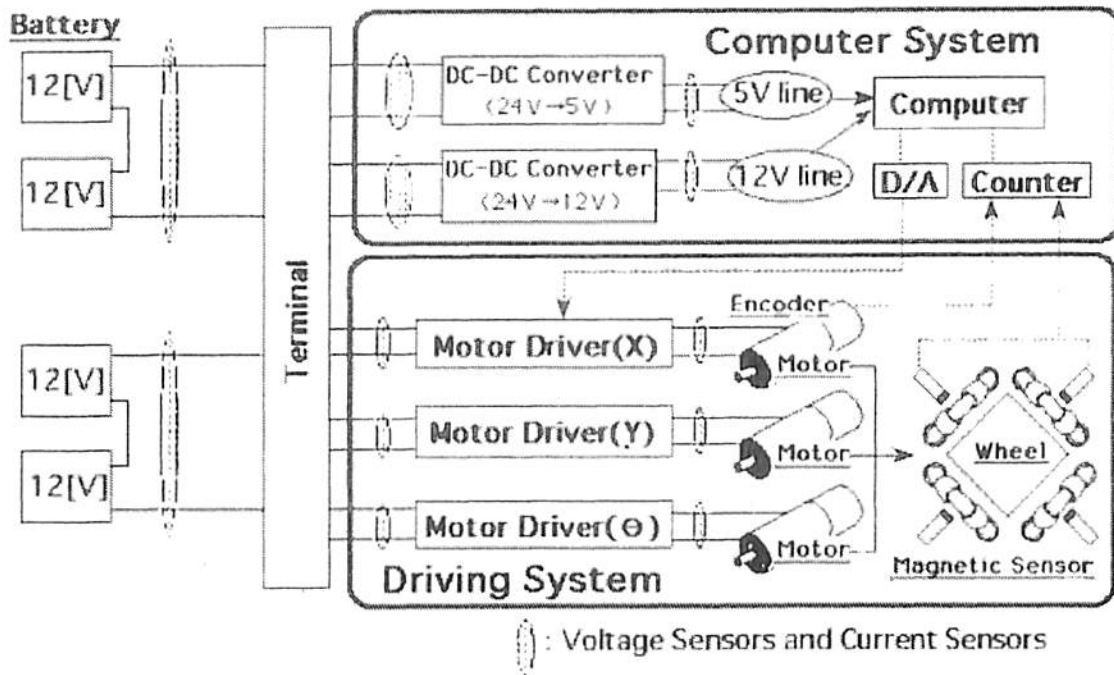 Battery
12[V]
12[V]
12[V]
12[V]
Terminal
Computer System
DC-DC Converter
(24V→5V)
5V line
Computer
DC-DC Converter
(24V→12V)
12V line
D/A
Counter
Encoder
Motor Driver(X)
Motor
Motor Driver(Y)
Motor
Wheel
Motor Driver(Θ)
Motor
Magnetic Sensor
Driving System
: Voltage Sensors and Current Sensors